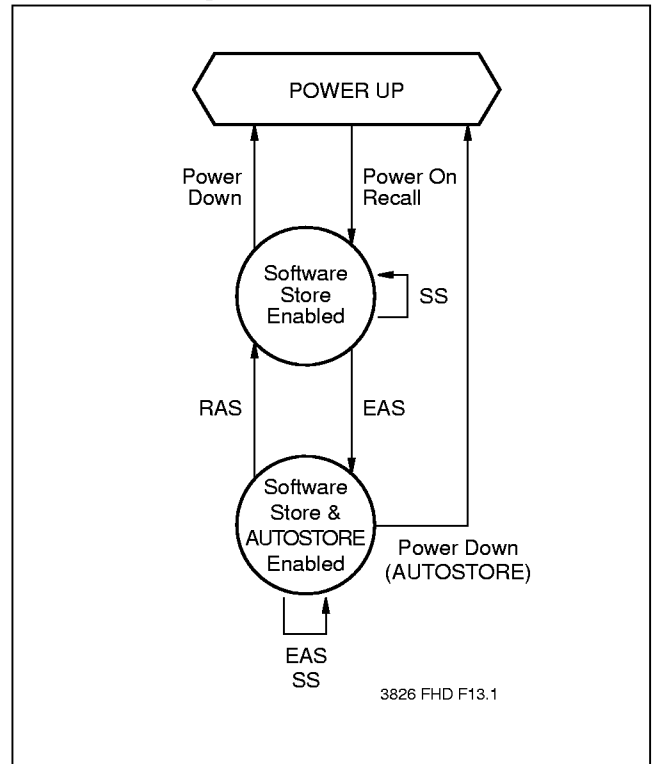 POWER UP
Power
Down
Power On
Recall
Software
Store
Enabled
SS
RAS
EAS
Software
Store &
AUTOSTORE
Enabled
Power Down
(AUTOSTORE)
EAS
SS
3826 FHD F13.1